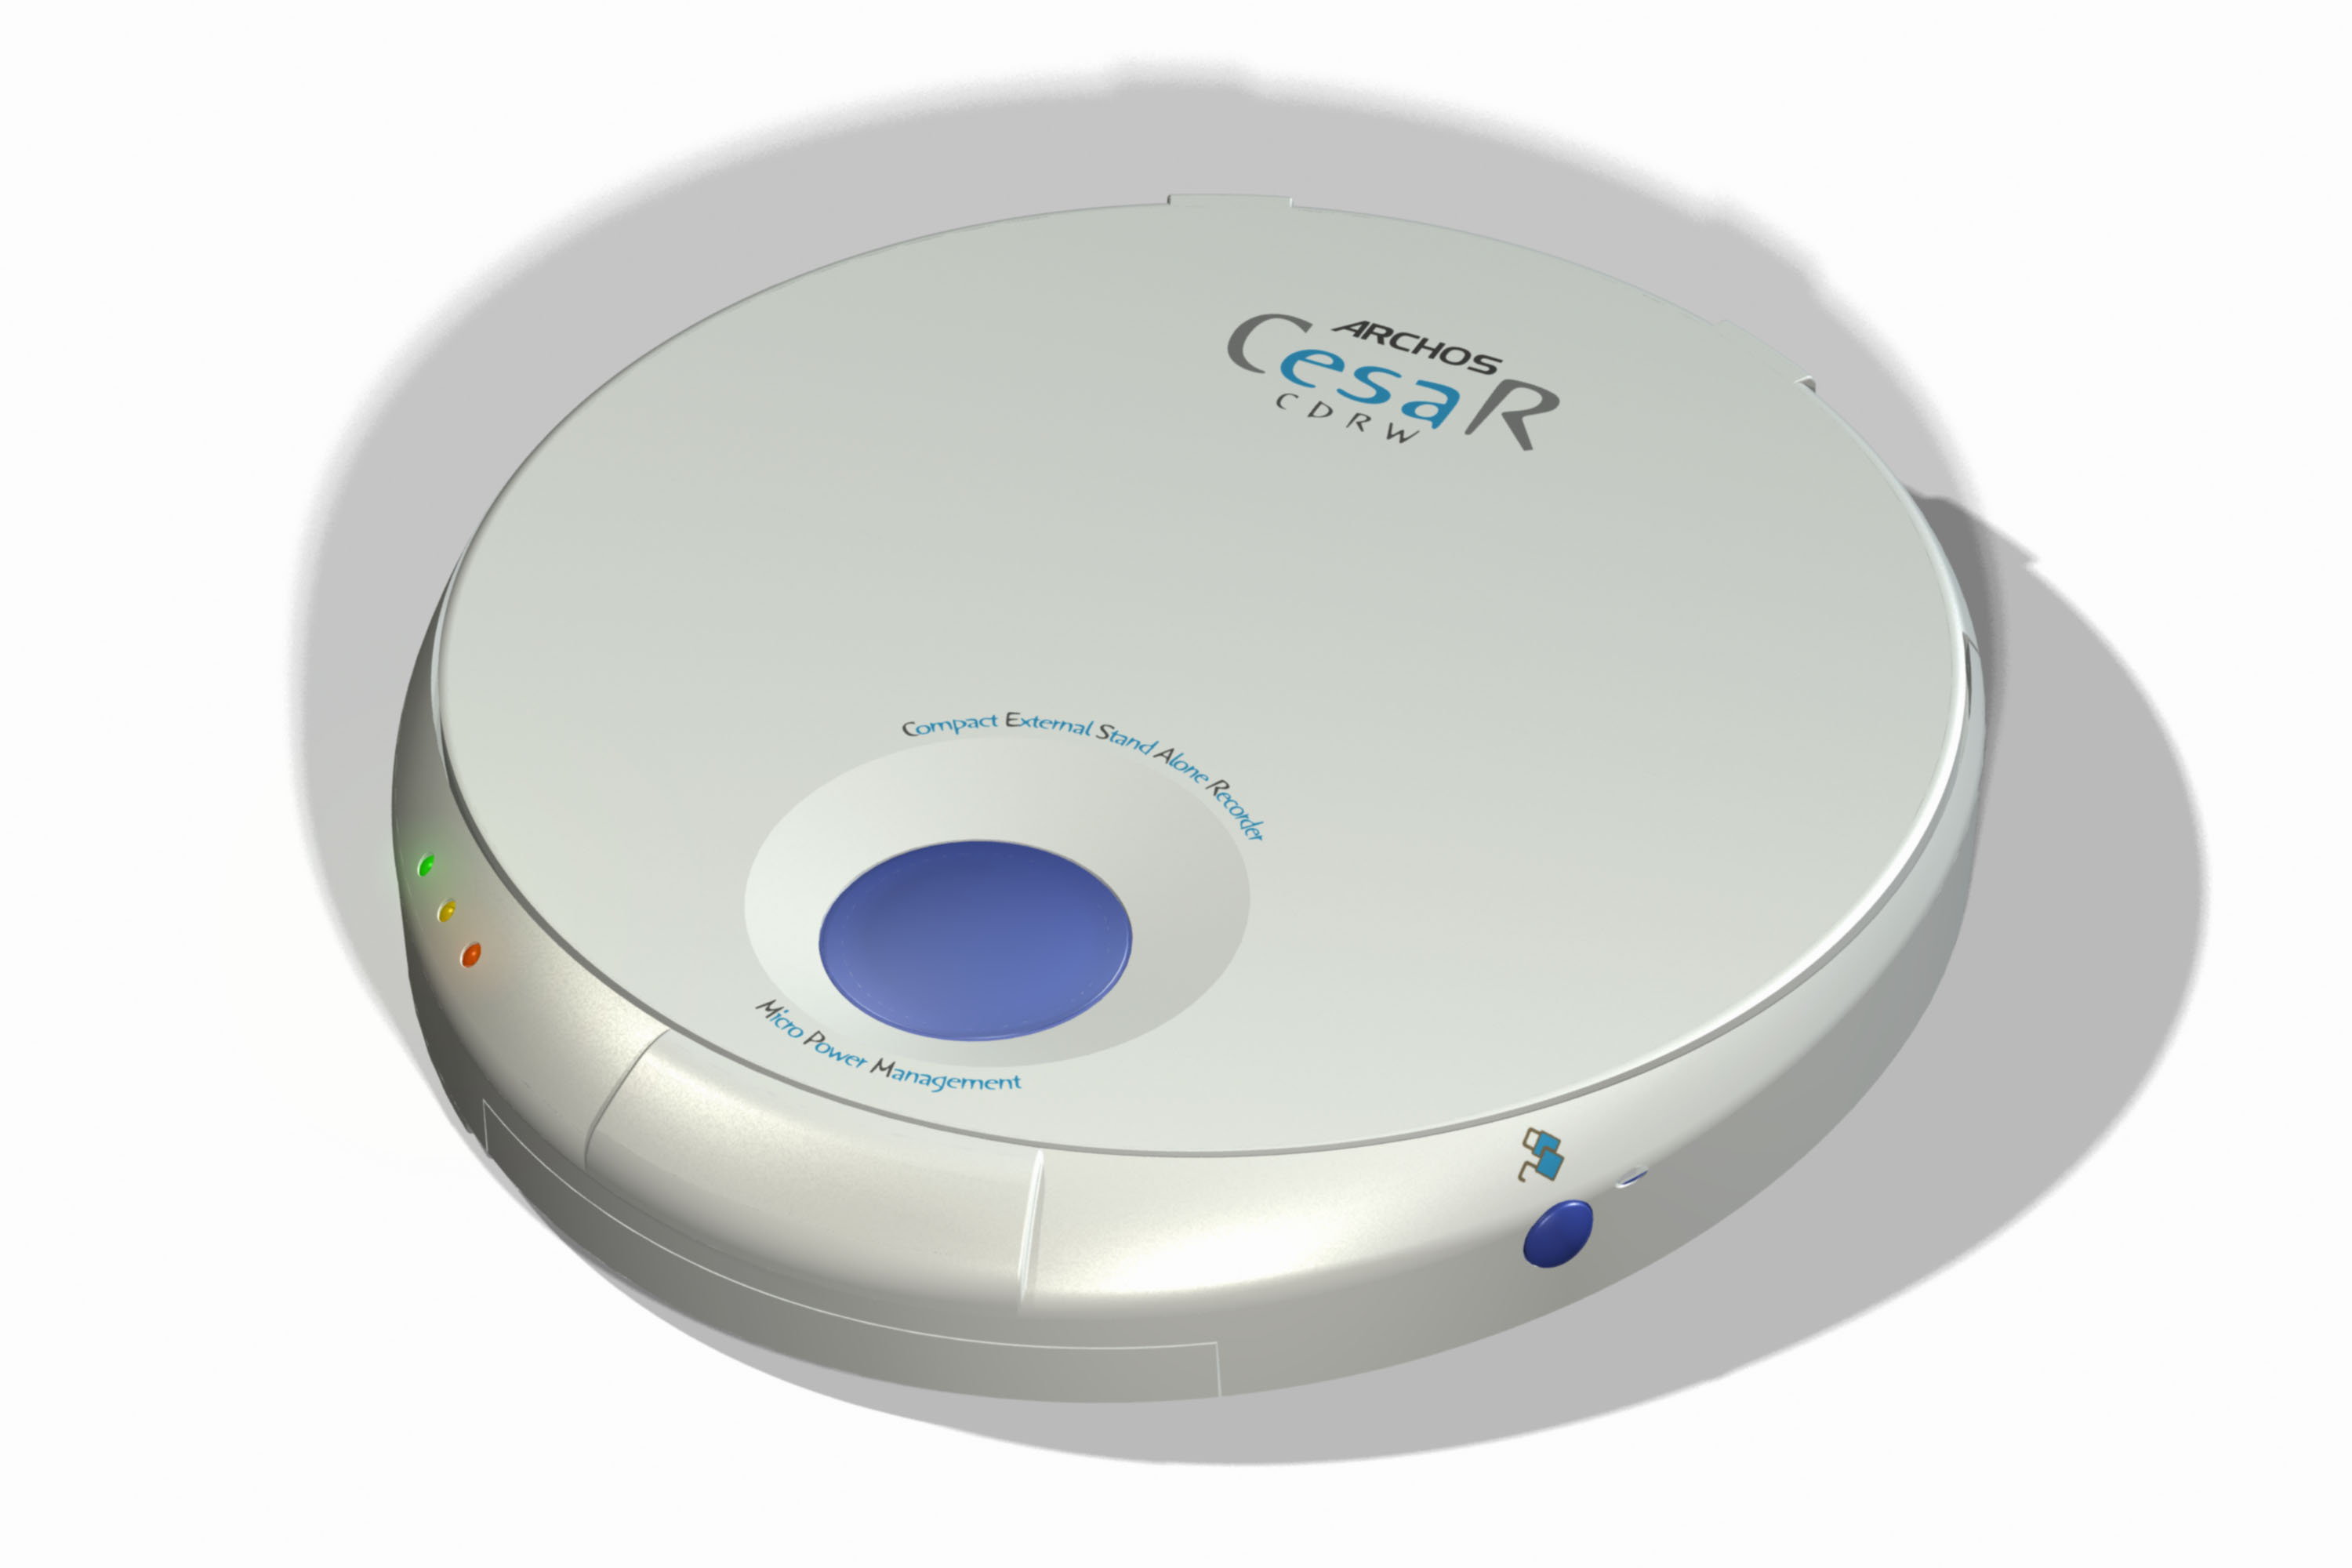 ARCHOS
CesaR
CDRW
Compact External Stand Alone Recorder
Micro Power Management